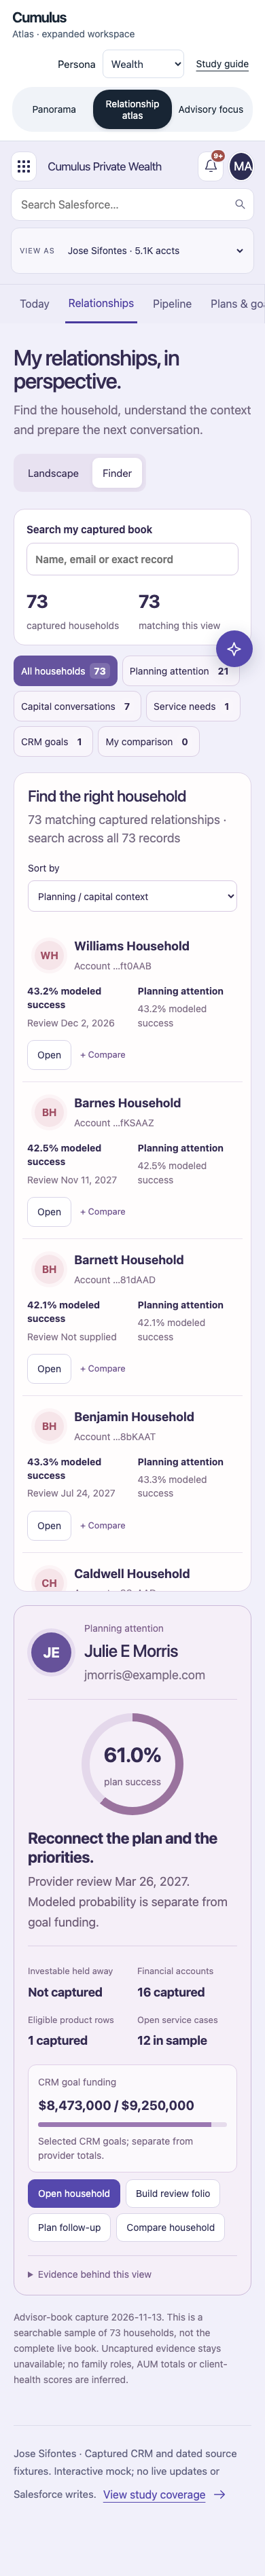 Cumulus
Atlas · expanded workspace
Persona
Wealth
Study guide
Panorama
Relationship
atlas
Advisory focus
Cumulus Private Wealth
9+
MA
Search Salesforce...
VIEW AS
Jose Sifontes · 5.1K accts
Today
Relationships
Pipeline
Plans & goa
My relationships, in
perspective.
Find the household, understand the context
and prepare the next conversation.
Landscape
Finder
Search my captured book
Name, email or exact record
73
captured households
73
matching this view
All households 73
Planning attention 21
Capital conversations 7
Service needs 1
CRM goals 1
My comparison 0
Find the right household
73 matching captured relationships ·
search across all 73 records
Sort by
Planning / capital context
WH
Williams Household
Account ...ft0AAB
43.2% modeled
success
Review Dec 2, 2026
Planning attention
43.2% modeled
success
Open
+ Compare
BH
Barnes Household
Account ...fKSAAZ
42.5% modeled
success
Review Nov 11, 2027
Planning attention
42.5% modeled
success
Open
+ Compare
BH
Barnett Household
Account ...81dAAD
42.1% modeled
success
Review Not supplied
Planning attention
42.1% modeled
success
Open
+ Compare
BH
Benjamin Household
Account ...8bKAAT
43.3% modeled
success
Review Jul 24, 2027
Planning attention
43.3% modeled
success
Open
+ Compare
CH
Caldwell Household
JE
Planning attention
Julie E Morris
jmorris@example.com
61.0%
plan success
Reconnect the plan and the
priorities.
Provider review Mar 26, 2027.
Modeled probability is separate from
goal funding.
Investable held away
Not captured
Financial accounts
16 captured
Eligible product rows
1 captured
Open service cases
12 in sample
CRM goal funding
$8,473,000 / $9,250,000
Selected CRM goals; separate from
provider totals.
Open household
Build review folio
Plan follow-up
Compare household
▶ Evidence behind this view
Advisor-book capture 2026-11-13. This is a
searchable sample of 73 households, not the
complete live book. Uncaptured evidence stays
unavailable; no family roles, AUM totals or client-
health scores are inferred.
Jose Sifontes · Captured CRM and dated source
fixtures. Interactive mock; no live updates or
Salesforce writes. View study coverage →